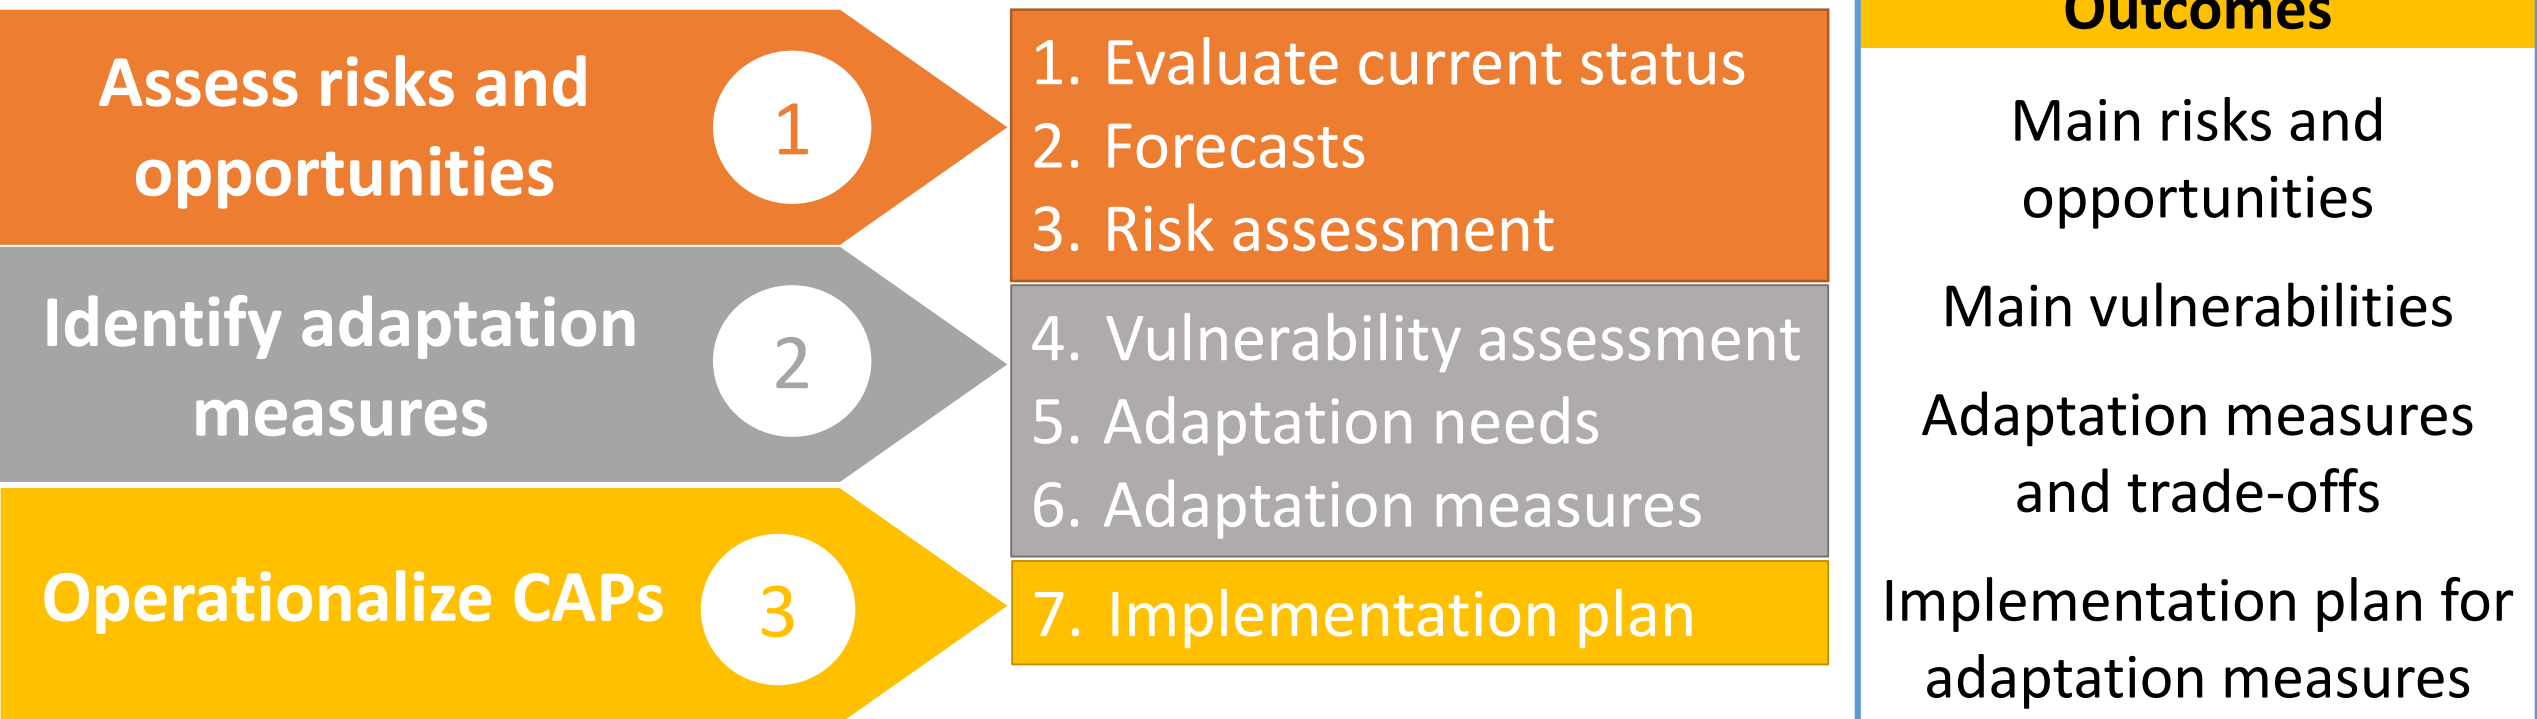 Assess risks and
opportunities
1
1. Evaluate current status
2. Forecasts
3. Risk assessment
Identify adaptation
measures
2
4. Vulnerability assessment
5. Adaptation needs
6. Adaptation measures
Operationalize CAPs
3
7. Implementation plan
Outcomes
Main risks and
opportunities
Main vulnerabilities
Adaptation measures
and trade-offs
Implementation plan for
adaptation measures